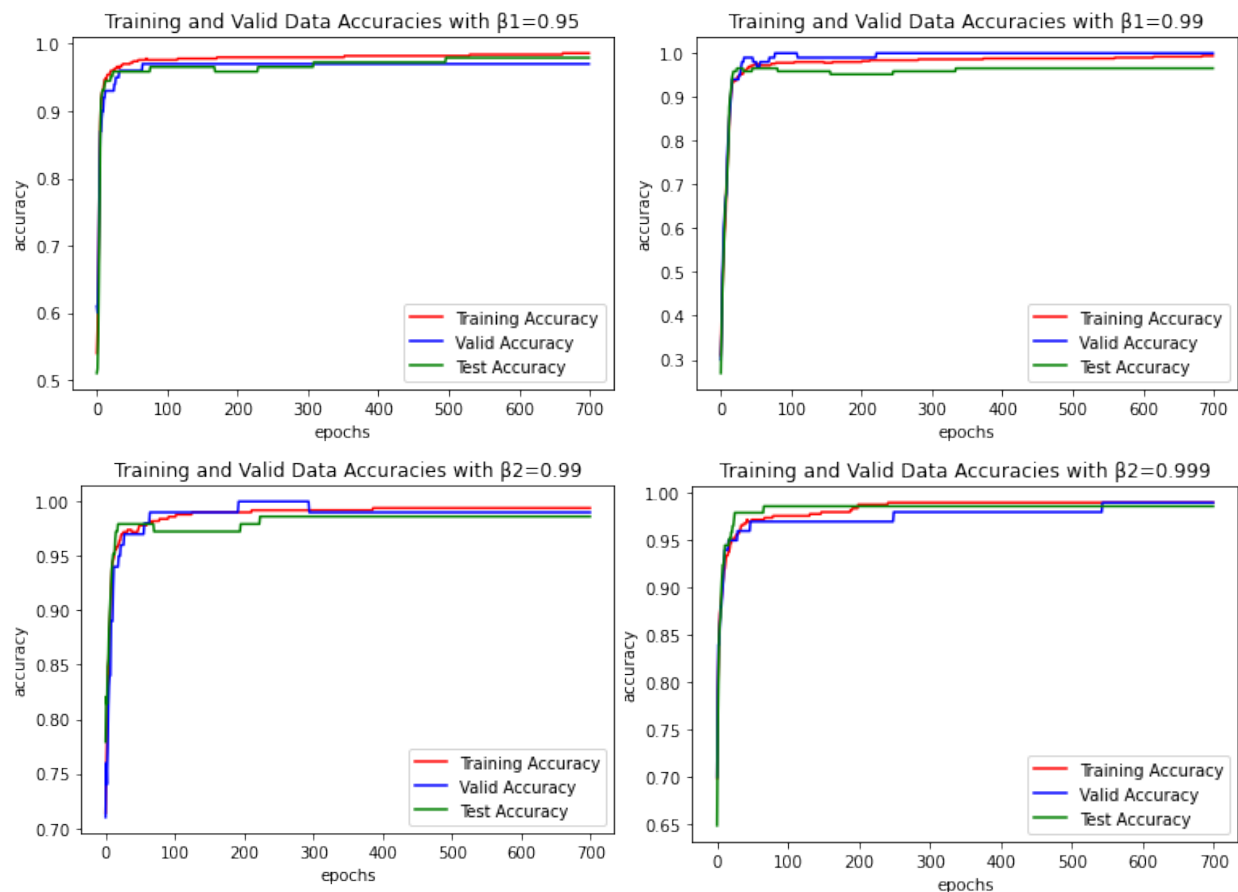 Training and Valid Data Accuracies with β1=0.95
1.0
0.9
0.8
0.7
0.6
0.5
accuracy
Training Accuracy
Valid Accuracy
Test Accuracy
0 100 200 300 400 500 600 700
epochs
Training and Valid Data Accuracies with β1=0.99
1.0
0.9
0.8
0.7
0.6
0.5
0.4
0.3
accuracy
Training Accuracy
Valid Accuracy
Test Accuracy
0 100 200 300 400 500 600 700
epochs
Training and Valid Data Accuracies with β2=0.99
1.00
0.95
0.90
0.85
0.80
0.75
0.70
accuracy
Training Accuracy
Valid Accuracy
Test Accuracy
0 100 200 300 400 500 600 700
epochs
Training and Valid Data Accuracies with β2=0.999
1.00
0.95
0.90
0.85
0.80
0.75
0.70
0.65
accuracy
Training Accuracy
Valid Accuracy
Test Accuracy
0 100 200 300 400 500 600 700
epochs